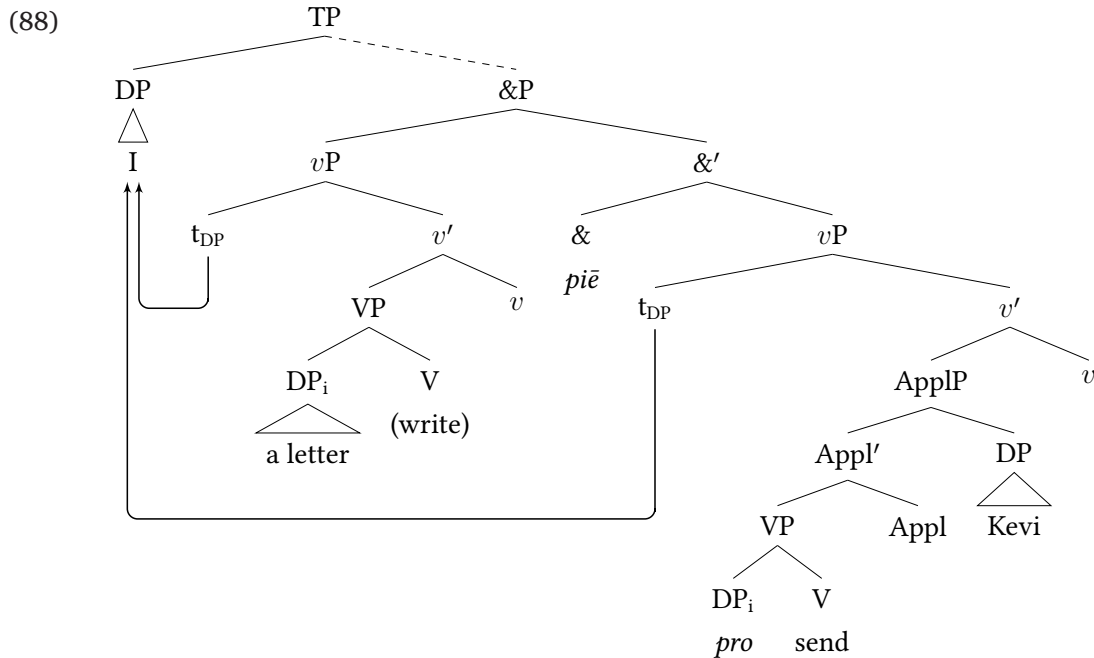 (88)
TP
DP &P
I vP &′
t_DP v′ & vP
piē
VP v t_DP v′
DP_i V ApplP v
(write)
a letter Appl′ DP
VP Appl Kevi
DP_i V
pro send